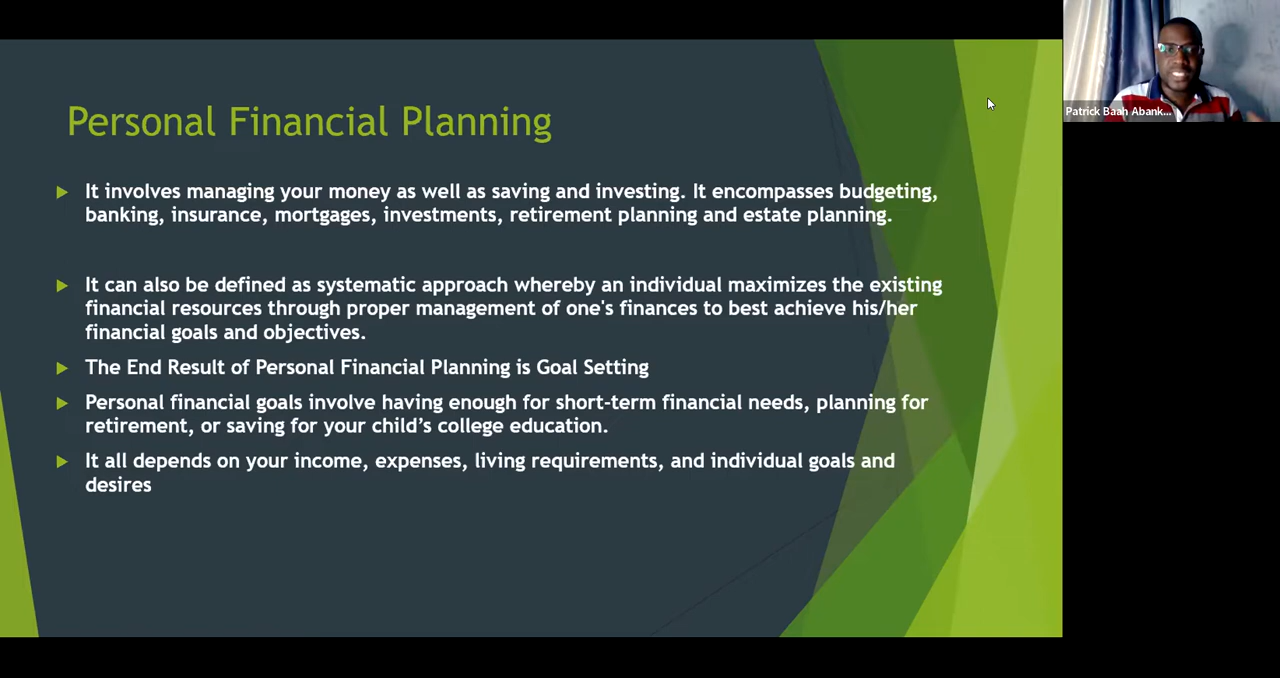 Personal Financial Planning
It involves managing your money as well as saving and investing. It encompasses budgeting,
banking, insurance, mortgages, investments, retirement planning and estate planning.
It can also be defined as systematic approach whereby an individual maximizes the existing
financial resources through proper management of one's finances to best achieve his/her
financial goals and objectives.
The End Result of Personal Financial Planning is Goal Setting
Personal financial goals involve having enough for short-term financial needs, planning for
retirement, or saving for your child’s college education.
It all depends on your income, expenses, living requirements, and individual goals and
desires
Patrick Baah Abank...